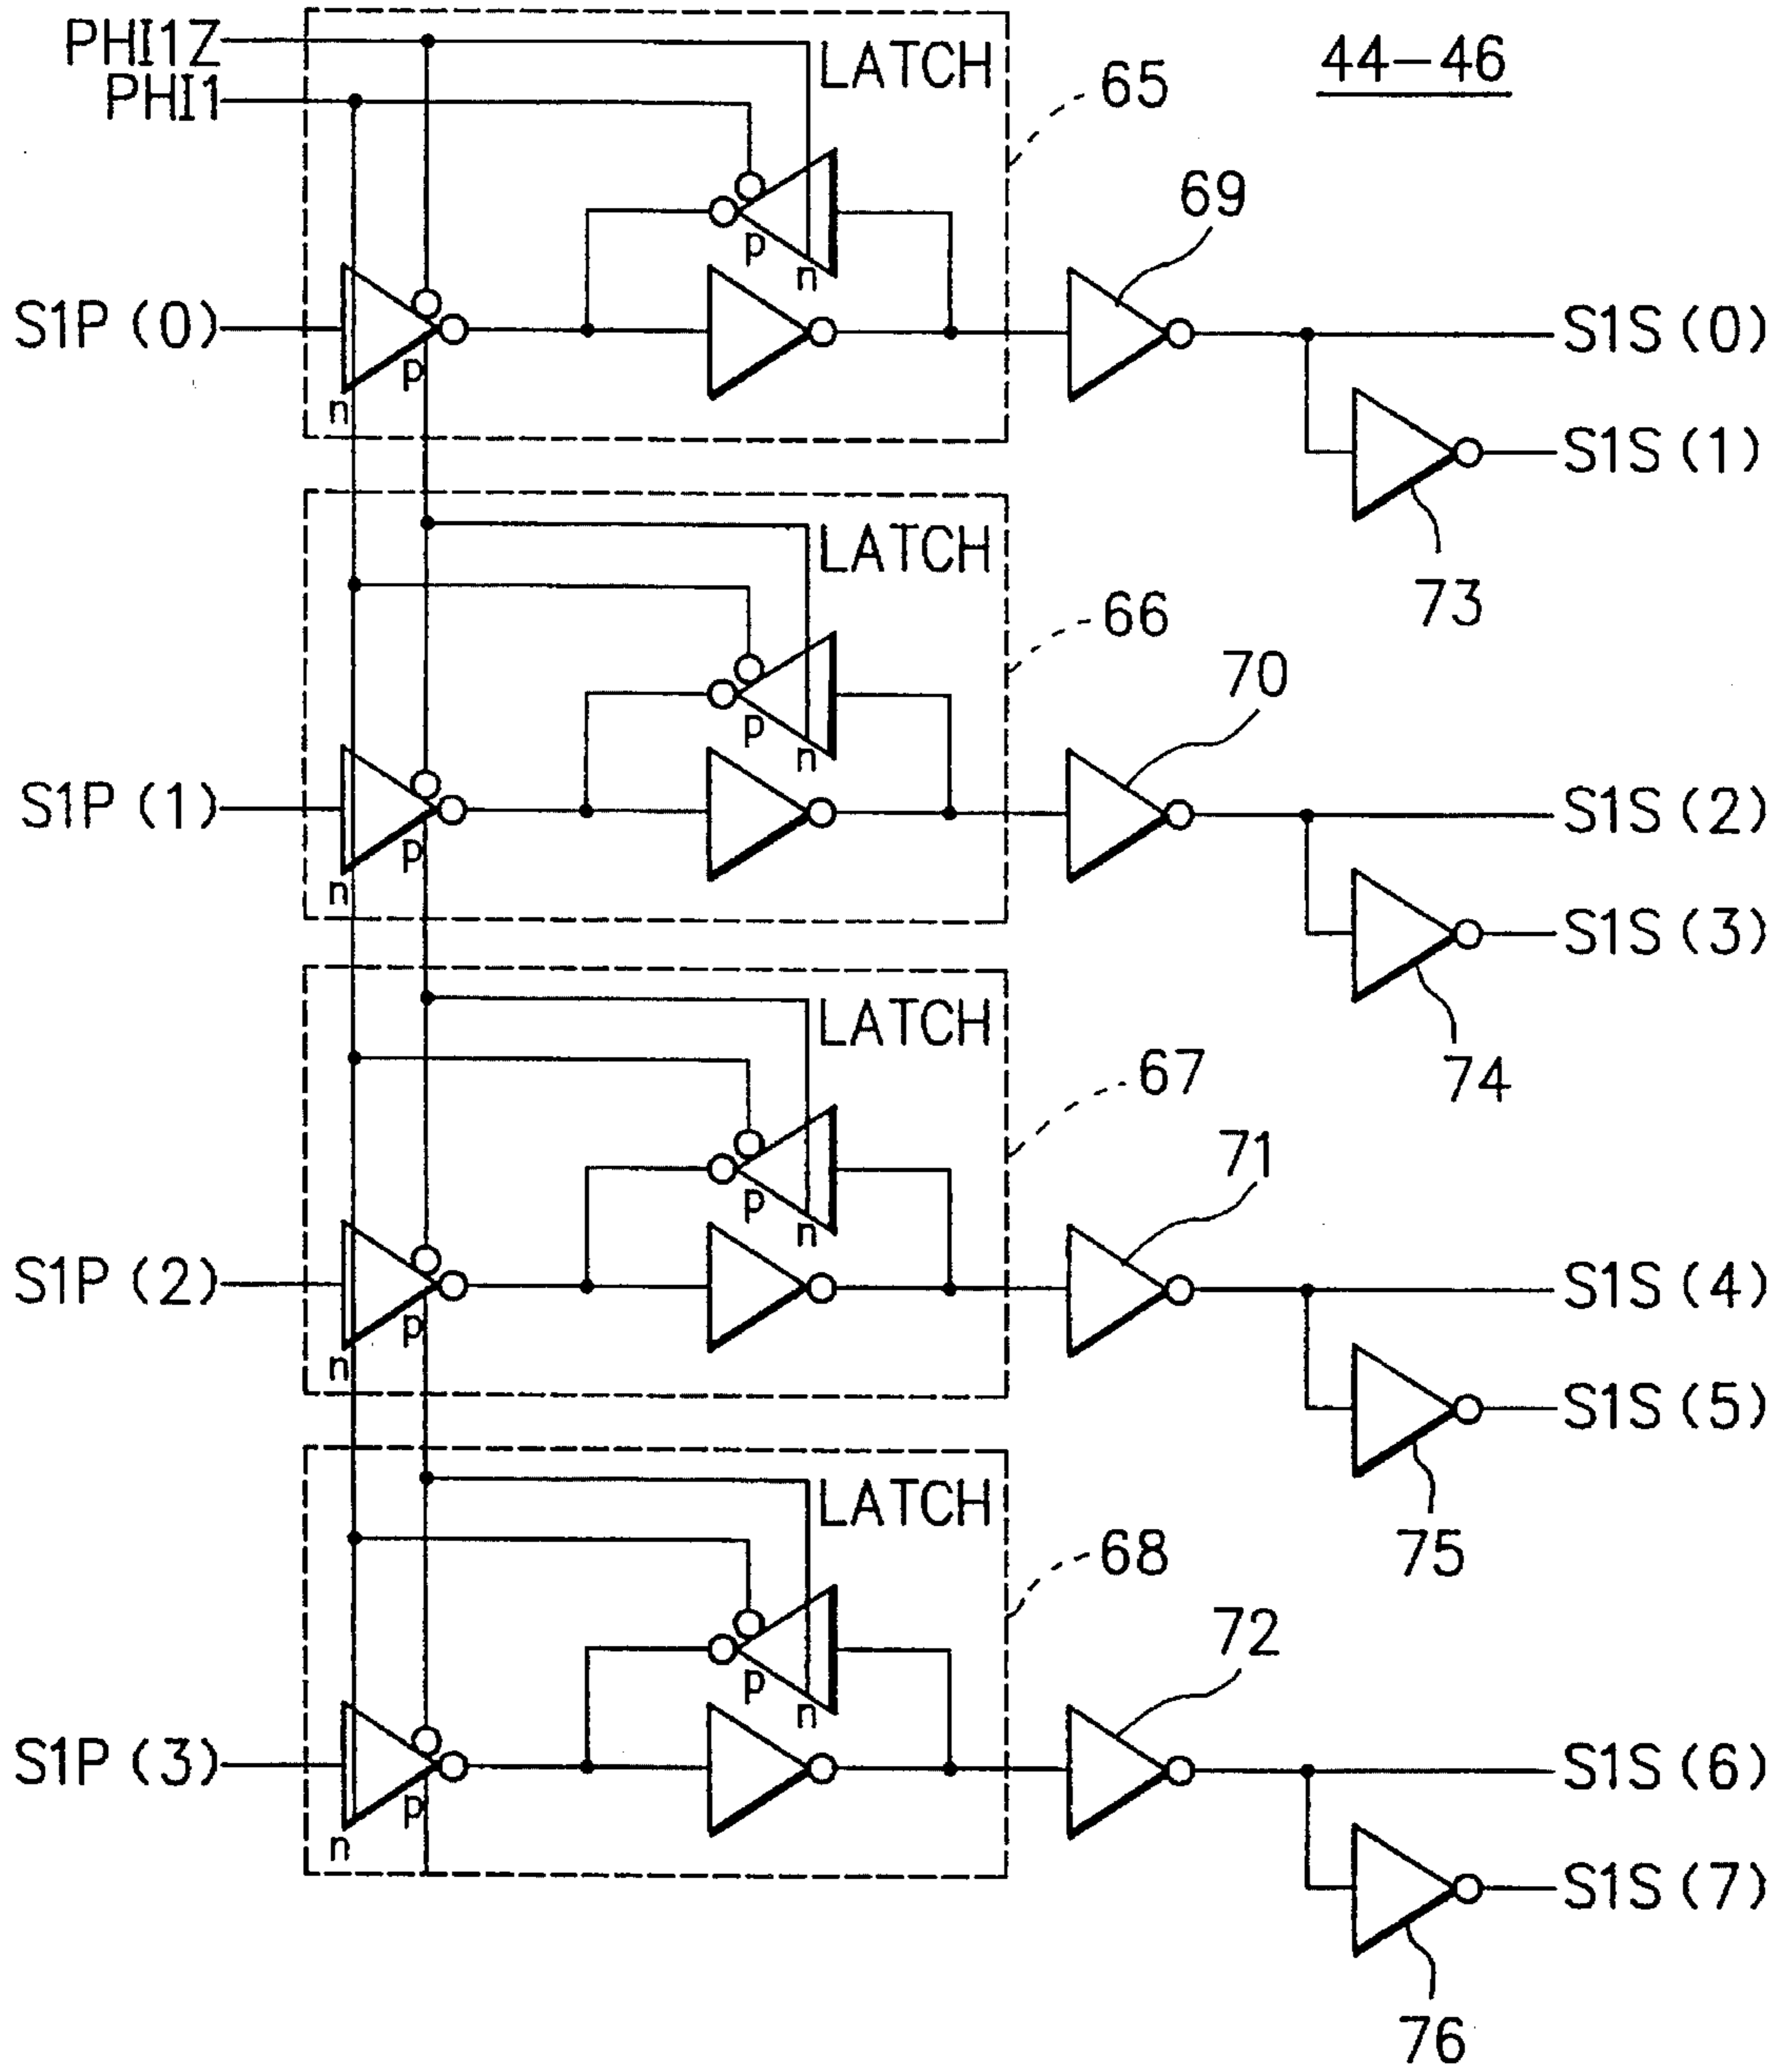 PHI1Z
PHI1
LATCH
65
44-46
69
p
n
S1P (0)
p
n
S1S (0)
S1S (1)
73
LATCH
66
70
p
n
S1P (1)
p
n
S1S (2)
S1S (3)
74
LATCH
67
71
p
n
S1P (2)
p
n
S1S (4)
S1S (5)
75
LATCH
68
72
p
n
S1P (3)
p
n
S1S (6)
S1S (7)
76